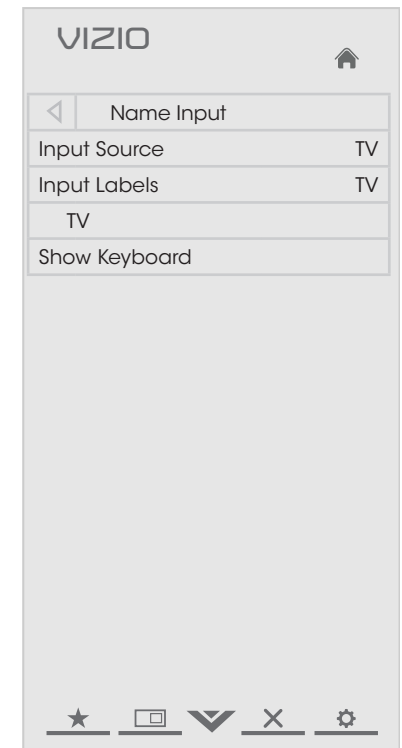 VIZIO
Name Input
Input Source TV
Input Labels TV
TV
Show Keyboard